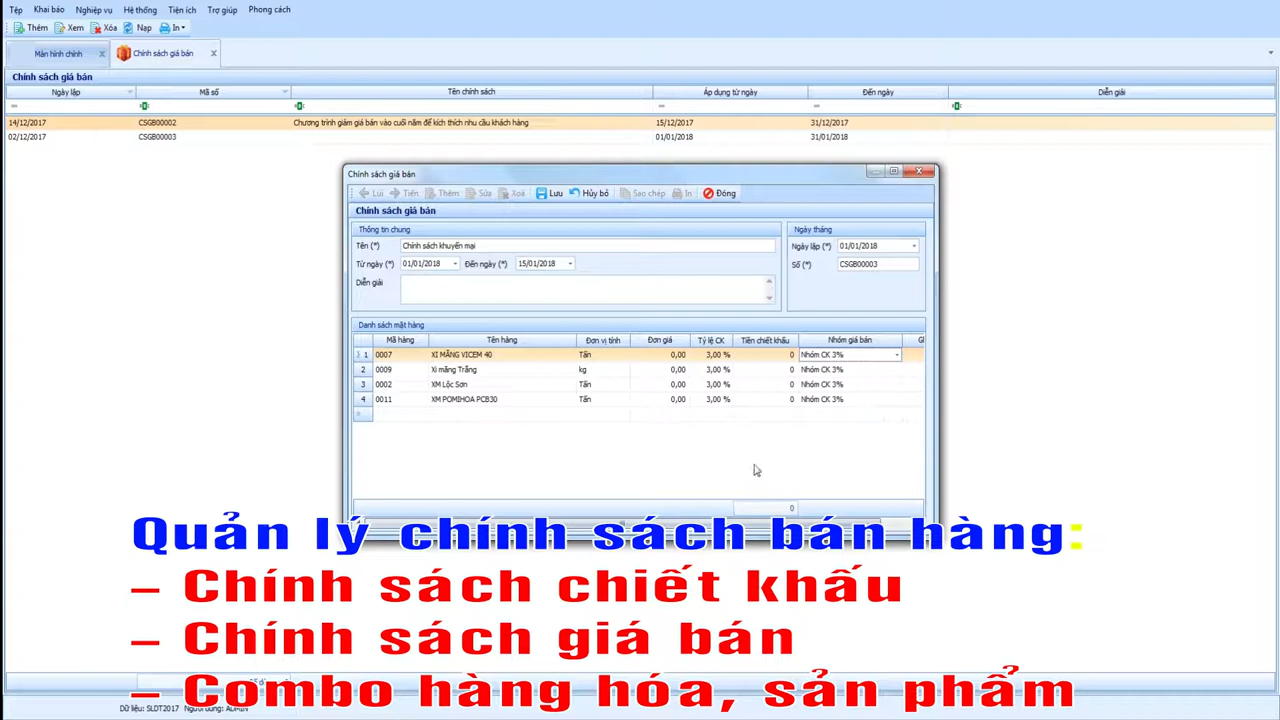 Tệp Khai báo Nghiệp vụ Hệ thống Tiện ích Trợ giúp Phong cách
Thêm Xem Xóa Nạp In
Màn hình chính x Chính sách giá bán x
Chính sách giá bán
Ngày lập Mã số Tên chính sách Áp dụng từ ngày Đến ngày Diễn giải
14/12/2017 CSGB00002 Chương trình giảm giá bán vào cuối năm để kích thích nhu cầu khách hàng 15/12/2017 31/12/2017
02/12/2017 CSGB00003 01/01/2018 31/01/2018
Chính sách giá bán
Lùi Tiến Thêm Sửa Xoá Lưu Hủy bỏ Sao chép In Đóng
Chính sách giá bán
Thông tin chung Ngày tháng
Tên (*) Chính sách khuyến mại Ngày lập (*) 01/01/2018
Từ ngày (*) 01/01/2018 Đến ngày (*) 15/01/2018 Số (*) CSGB00003
Diễn giải
Danh sách mặt hàng
Mã hàng Tên hàng Đơn vị tính Đơn giá Tỷ lệ CK Tiền chiết khấu Nhóm giá bán
1 0007 XI MĂNG VICEM 40 Tấn 0,00 3,00 % 0 Nhóm CK 3%
2 0009 Xi măng Trắng kg 0,00 3,00 % 0 Nhóm CK 3%
3 0002 XM Lộc Sơn Tấn 0,00 3,00 % 0 Nhóm CK 3%
4 0011 XM POMIHOA PCB30 Tấn 0,00 3,00 % 0 Nhóm CK 3%
0
Quản lý chính sách bán hàng:
– Chính sách chiết khấu
– Chính sách giá bán
– Combo hàng hóa, sản phẩm
Dữ liệu: SLDT2017 Người dùng: ADMIN